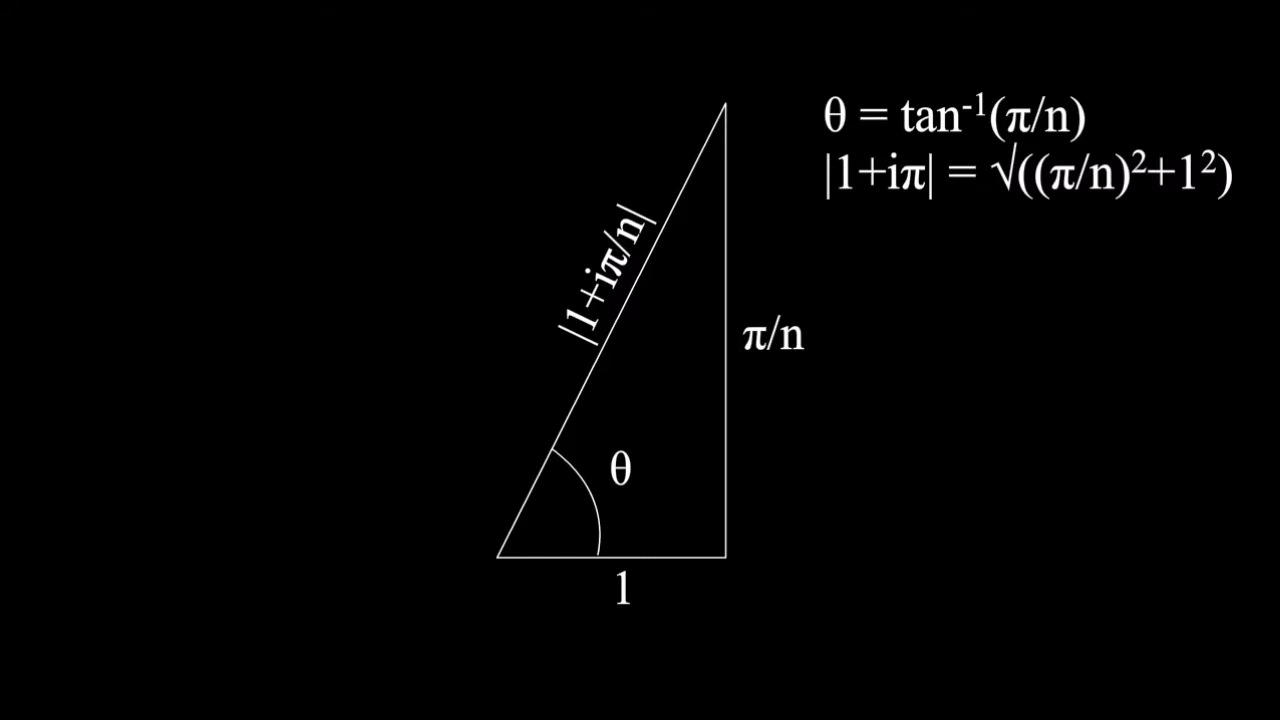 θ = tan⁻¹(π/n)
|1+iπ| = √((π/n)²+1²)
|1+iπ/n|
π/n
θ
1